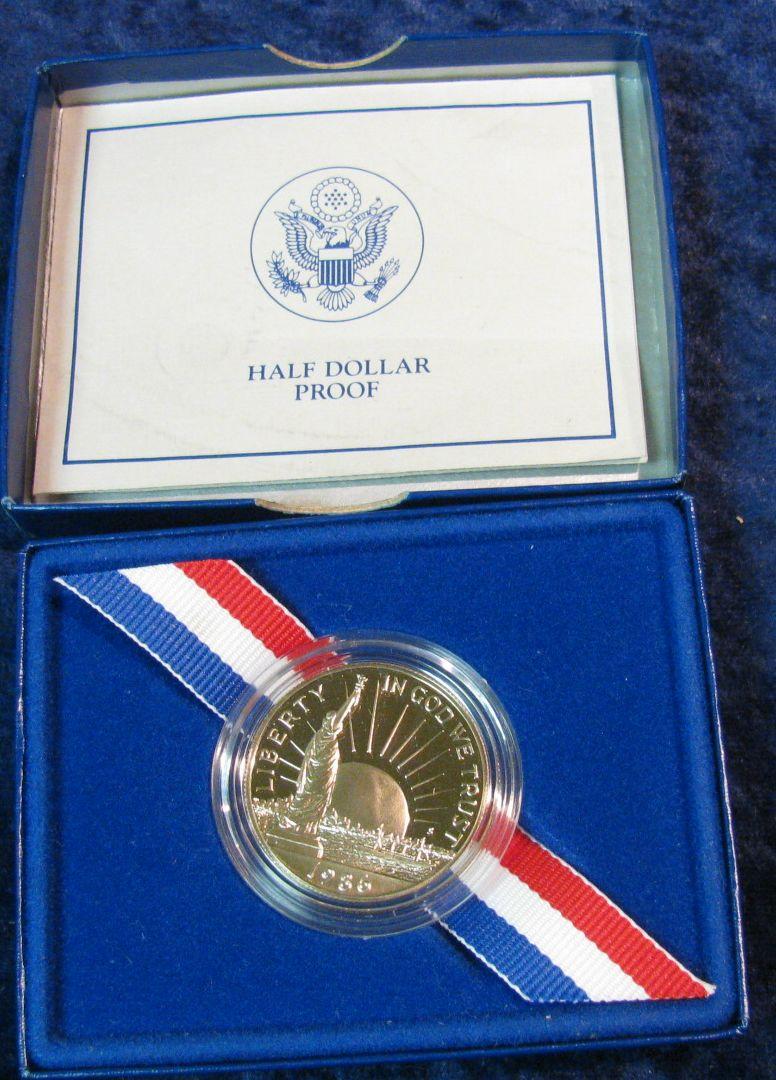 HALF DOLLAR
PROOF
LIBERTY
IN GOD WE TRUST
1986